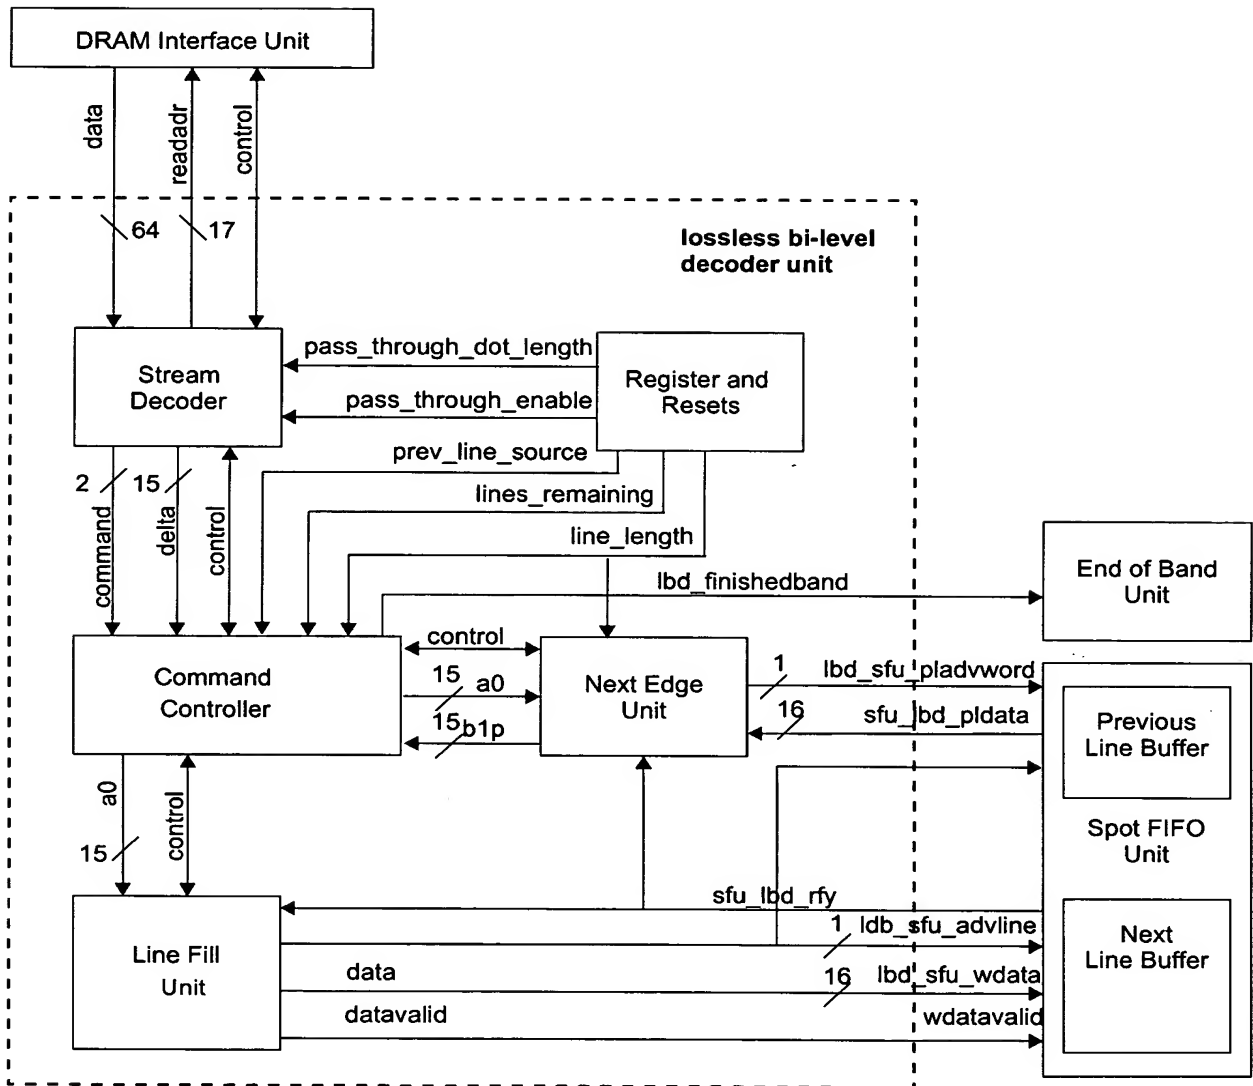 DRAM Interface Unit
data
readadr
control
64
17
lossless bi-level
decoder unit
Stream
Decoder
pass_through_dot_length
pass_through_enable
Register and
Resets
prev_line_source
lines_remaining
line_length
2
15
command
delta
control
lbd_finishedband
End of Band
Unit
Command
Controller
control
15
a0
15
b1p
Next Edge
Unit
1
lbd_sfu_pladvword
16
sfu_lbd_pldata
Previous
Line Buffer
Spot FIFO
Unit
a0
15
control
sfu_lbd_rfy
1
ldb_sfu_advline
Next
Line Buffer
Line Fill
Unit
data
16
lbd_sfu_wdata
datavalid
wdatavalid